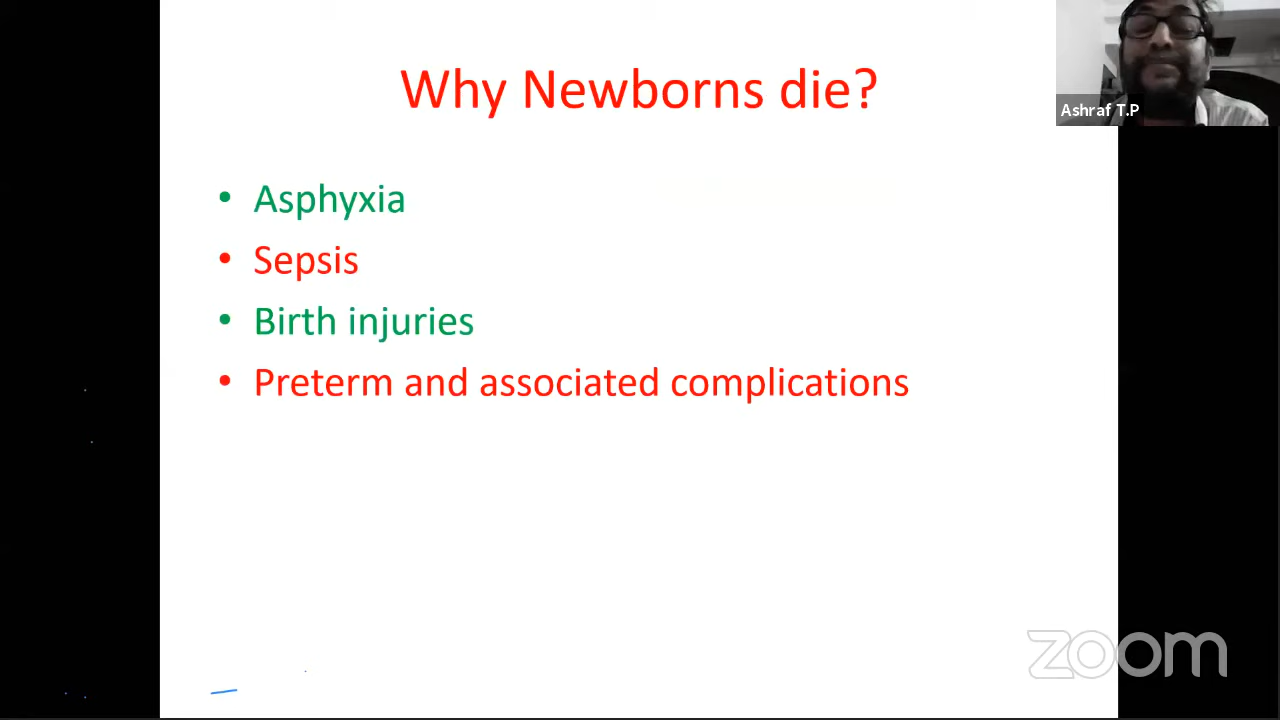 Why Newborns die?
Ashraf T.P
• Asphyxia
• Sepsis
• Birth injuries
• Preterm and associated complications
zoom